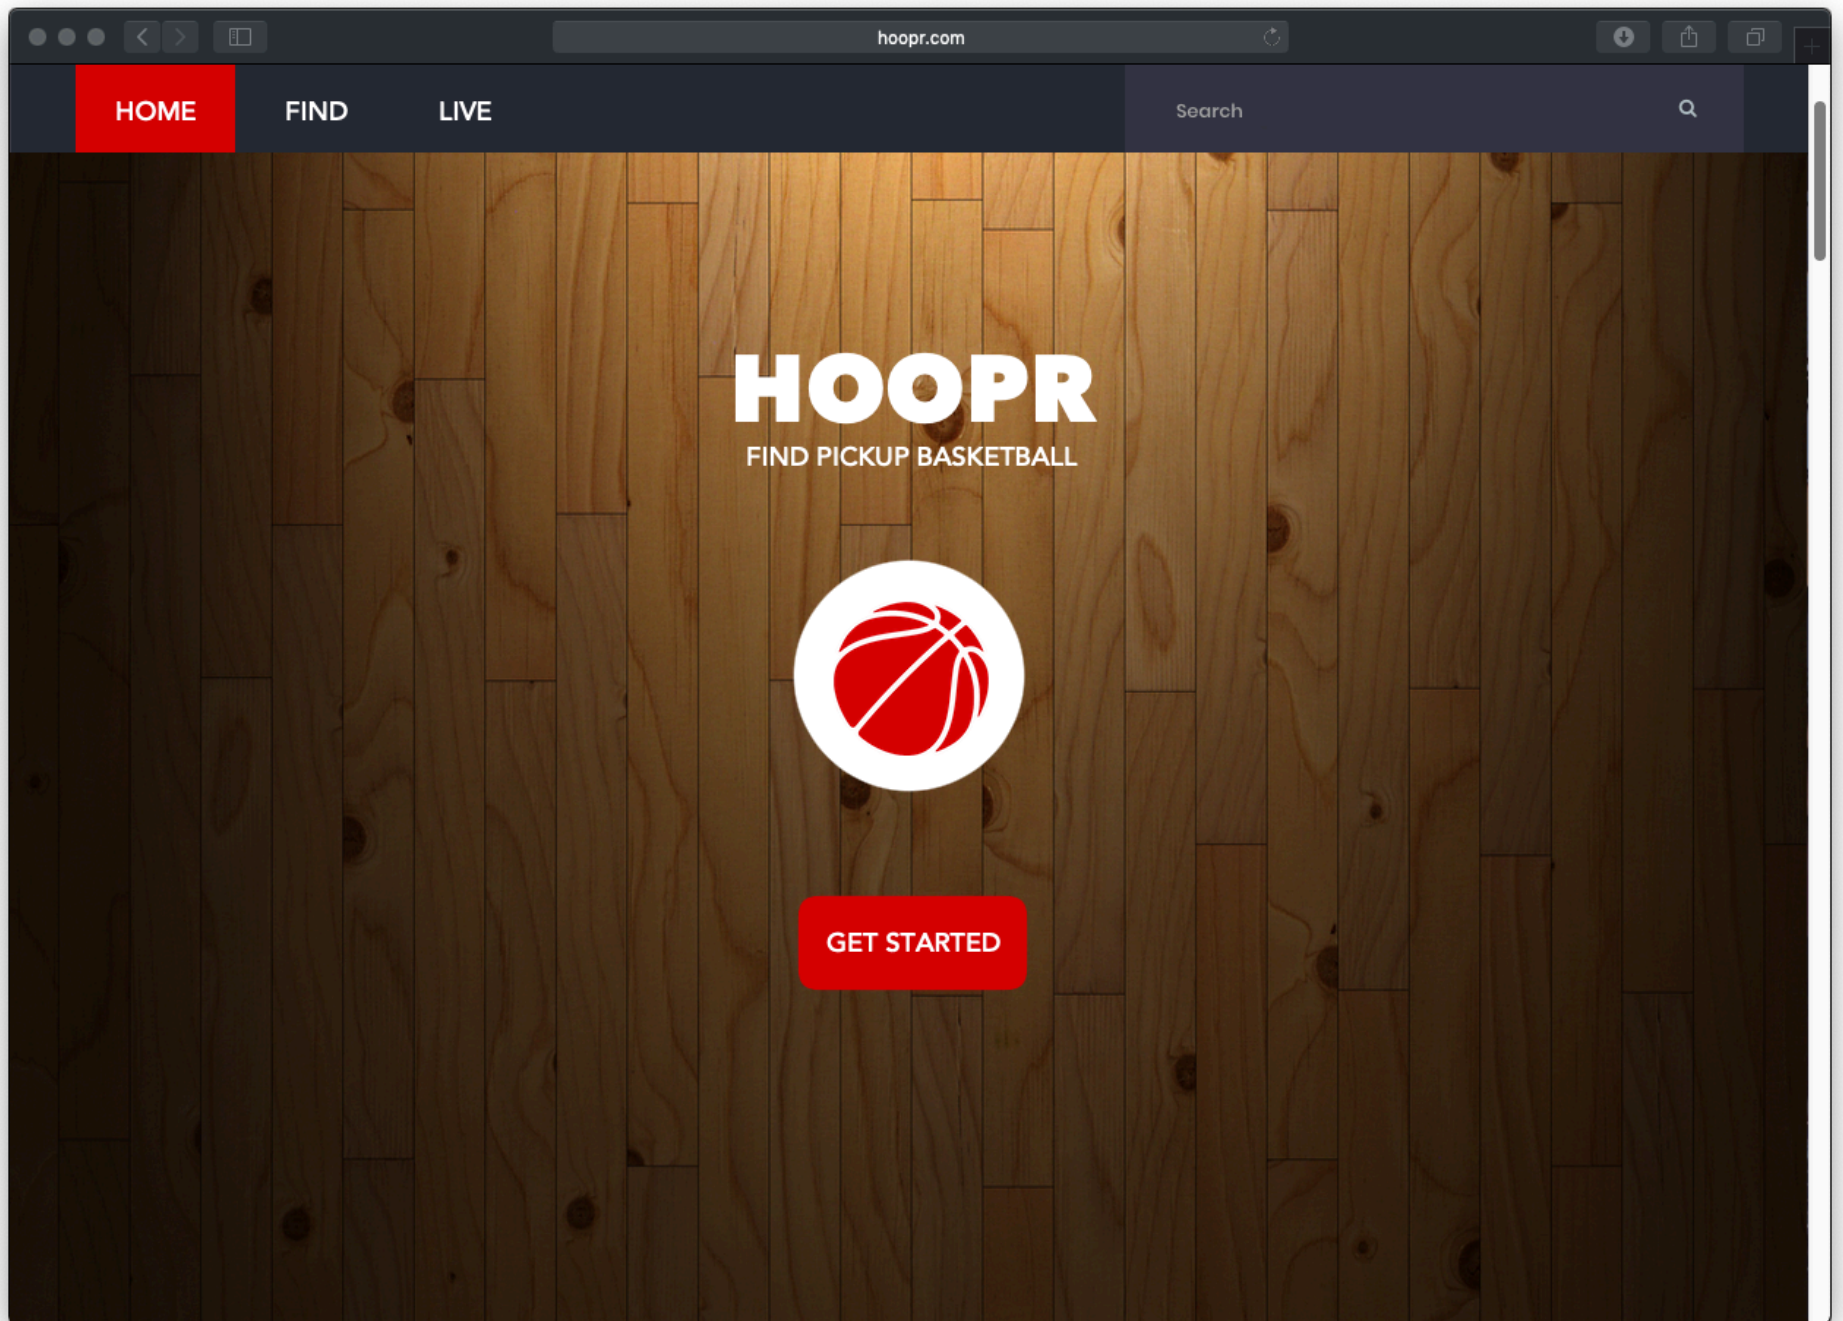 hoopr.com
HOME FIND LIVE Search
HOOPR
FIND PICKUP BASKETBALL
GET STARTED